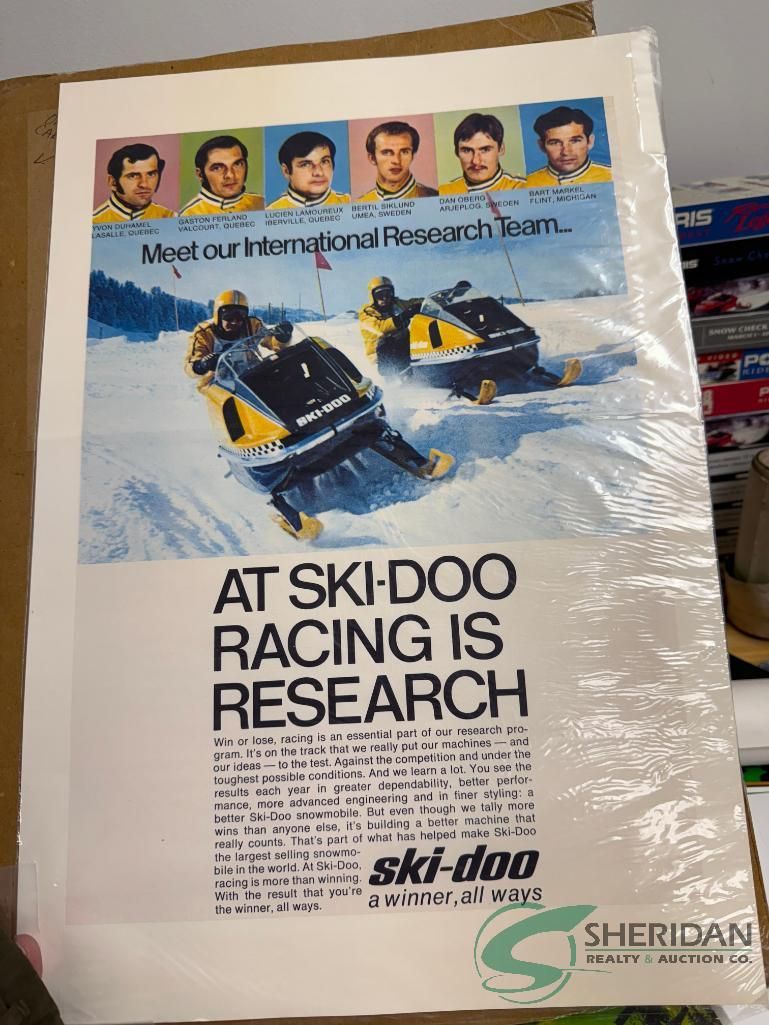 YVON DUHAMEL
LASALLE, QUEBEC
GASTON FERLAND
VALCOURT, QUEBEC
LUCIEN LAMOUREUX
IBERVILLE, QUEBEC
BERTIL SIKLUND
UMEA, SWEDEN
DAN OBERG
ARJEPLOG, SWEDEN
BART MARKEL
FLINT, MICHIGAN
Meet our International Research Team...
SKI-DOO
SKI-DOO
AT SKI-DOO
RACING IS
RESEARCH
Win or lose, racing is an essential part of our research pro-
gram. It's on the track that we really put our machines — and
our ideas — to the test. Against the competition and under the
toughest possible conditions. And we learn a lot. You see the
results each year in greater dependability, better perfor-
mance, more advanced engineering and in finer styling: a
better Ski-Doo snowmobile. But even though we tally more
wins than anyone else, it's building a better machine that
really counts. That's part of what has helped make Ski-Doo
the largest selling snowmo-
bile in the world. At Ski-Doo,
racing is more than winning.
With the result that you're
the winner, all ways.
ski-doo
a winner, all ways
SNOW CHECK
VIDEO
SHERIDAN
REALTY & AUCTION CO.